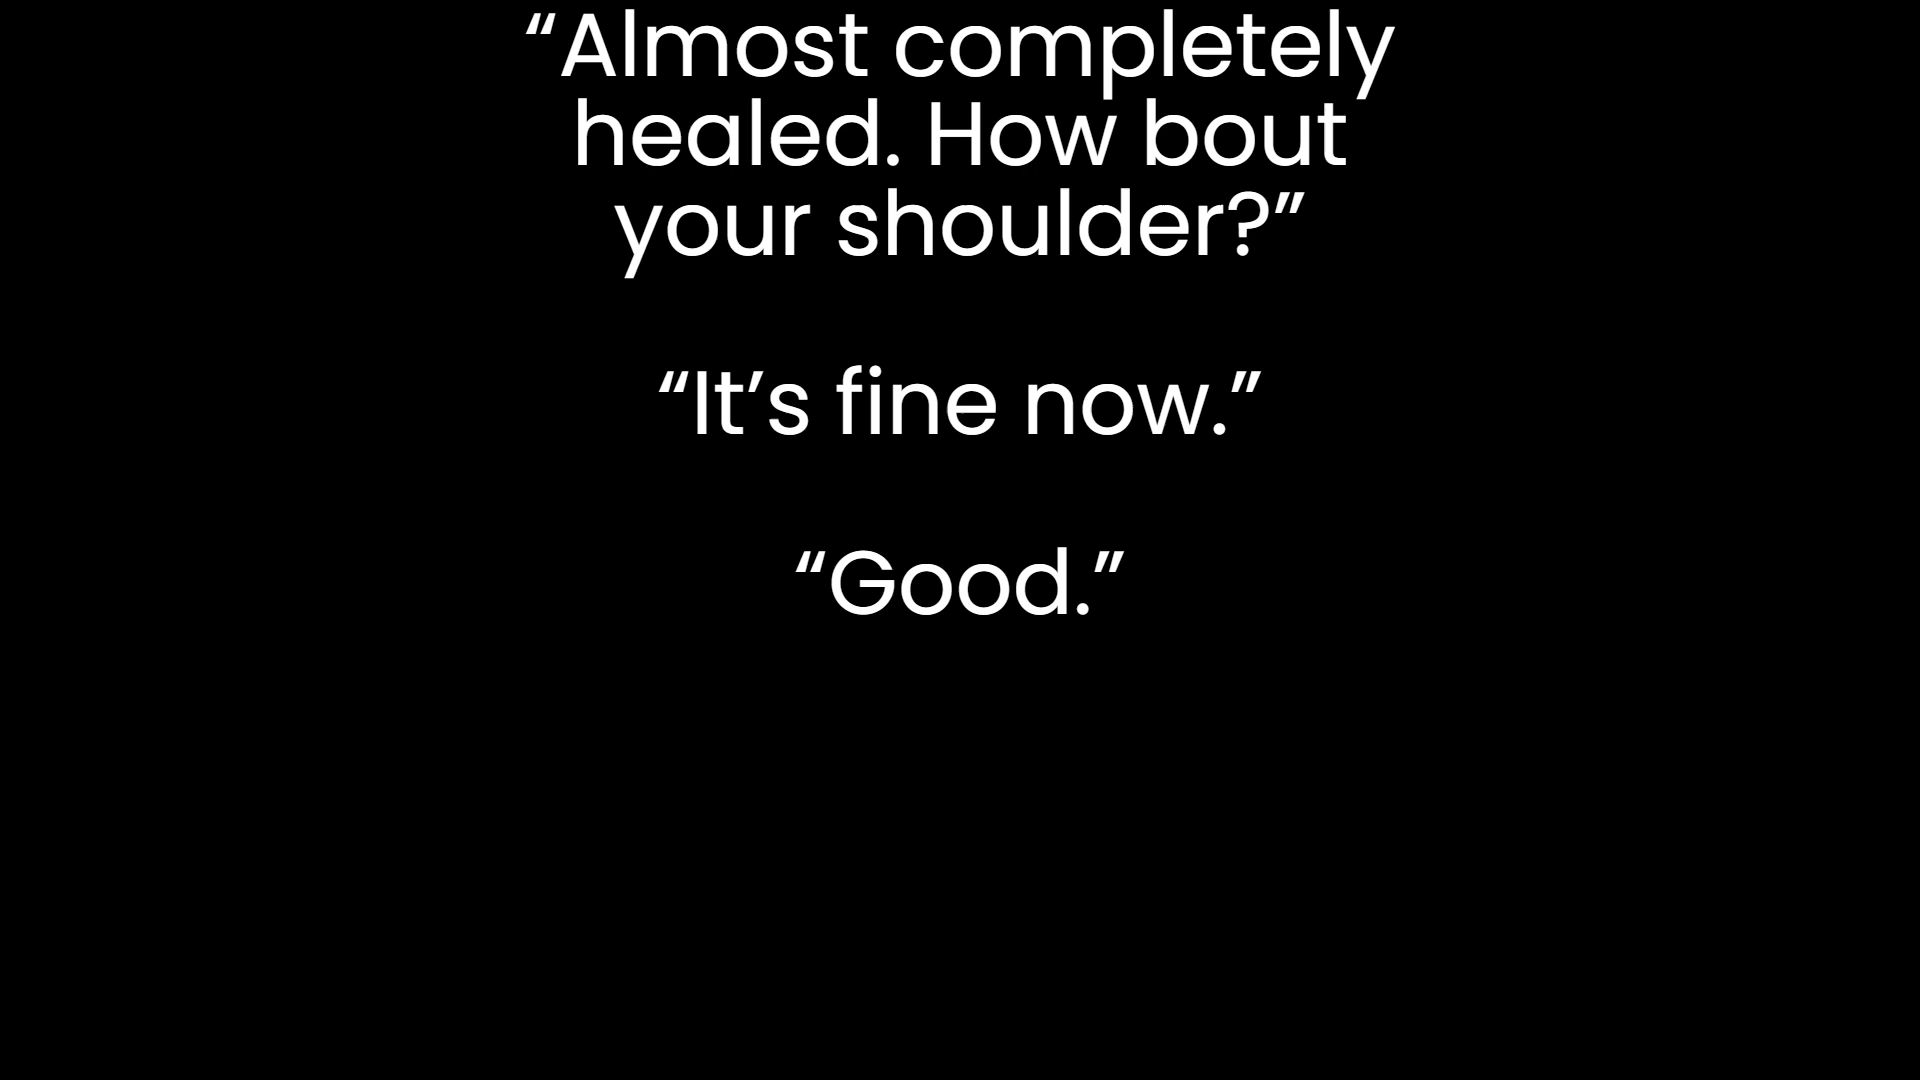 “Almost completely
healed. How bout
your shoulder?”
“It’s fine now.”
“Good.”